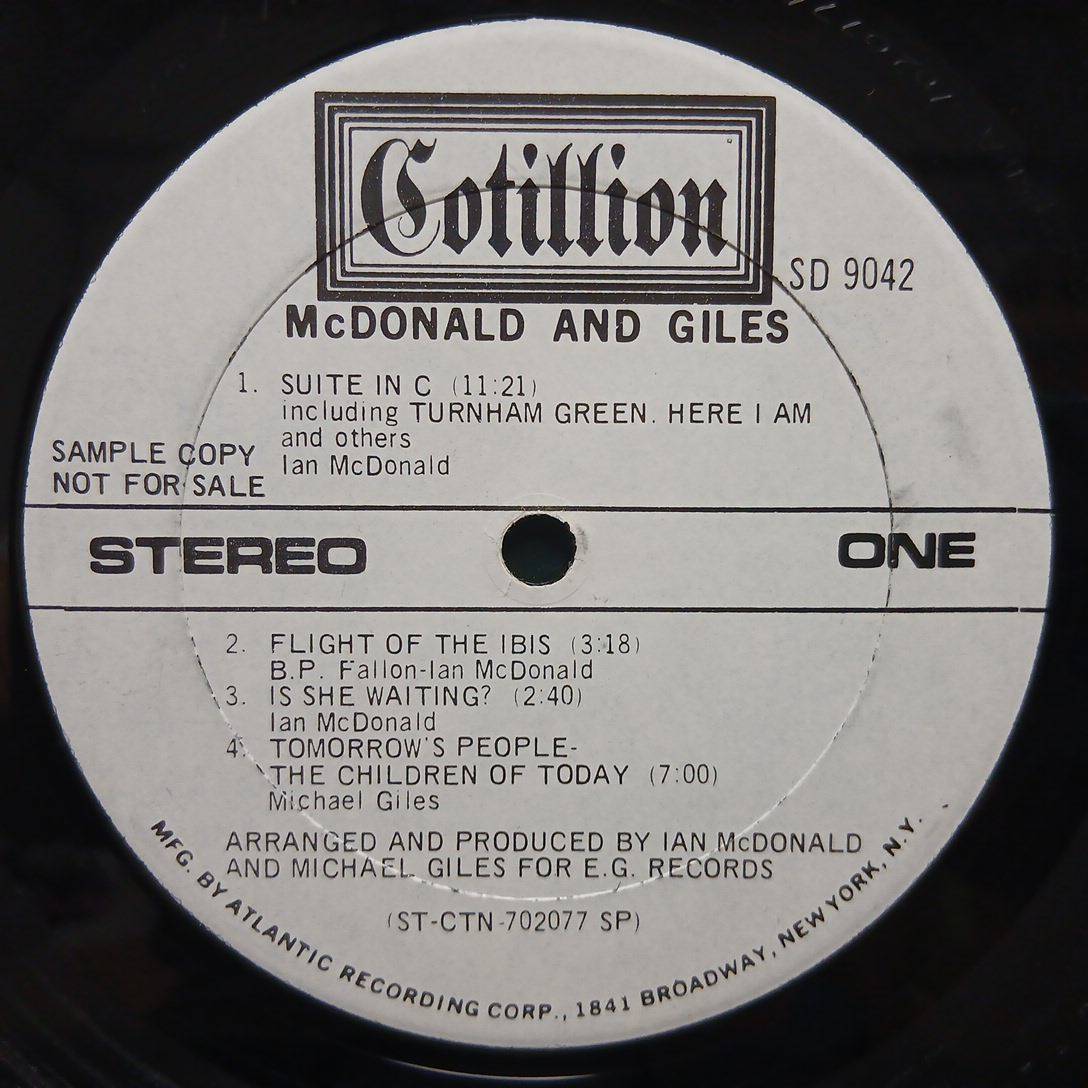 Cotillion
SD 9042
McDONALD AND GILES
1. SUITE IN C (11:21)
including TURNHAM GREEN. HERE I AM
and others
Ian McDonald
SAMPLE COPY
NOT FOR SALE
STEREO
ONE
2. FLIGHT OF THE IBIS (3:18)
B.P. Fallon-Ian McDonald
3. IS SHE WAITING? (2:40)
Ian McDonald
4. TOMORROW'S PEOPLE-
THE CHILDREN OF TODAY (7:00)
Michael Giles
ARRANGED AND PRODUCED BY IAN McDONALD
AND MICHAEL GILES FOR E.G. RECORDS
(ST-CTN-702077 SP)
MFG. BY ATLANTIC RECORDING CORP., 1841 BROADWAY, NEW YORK, N.Y.